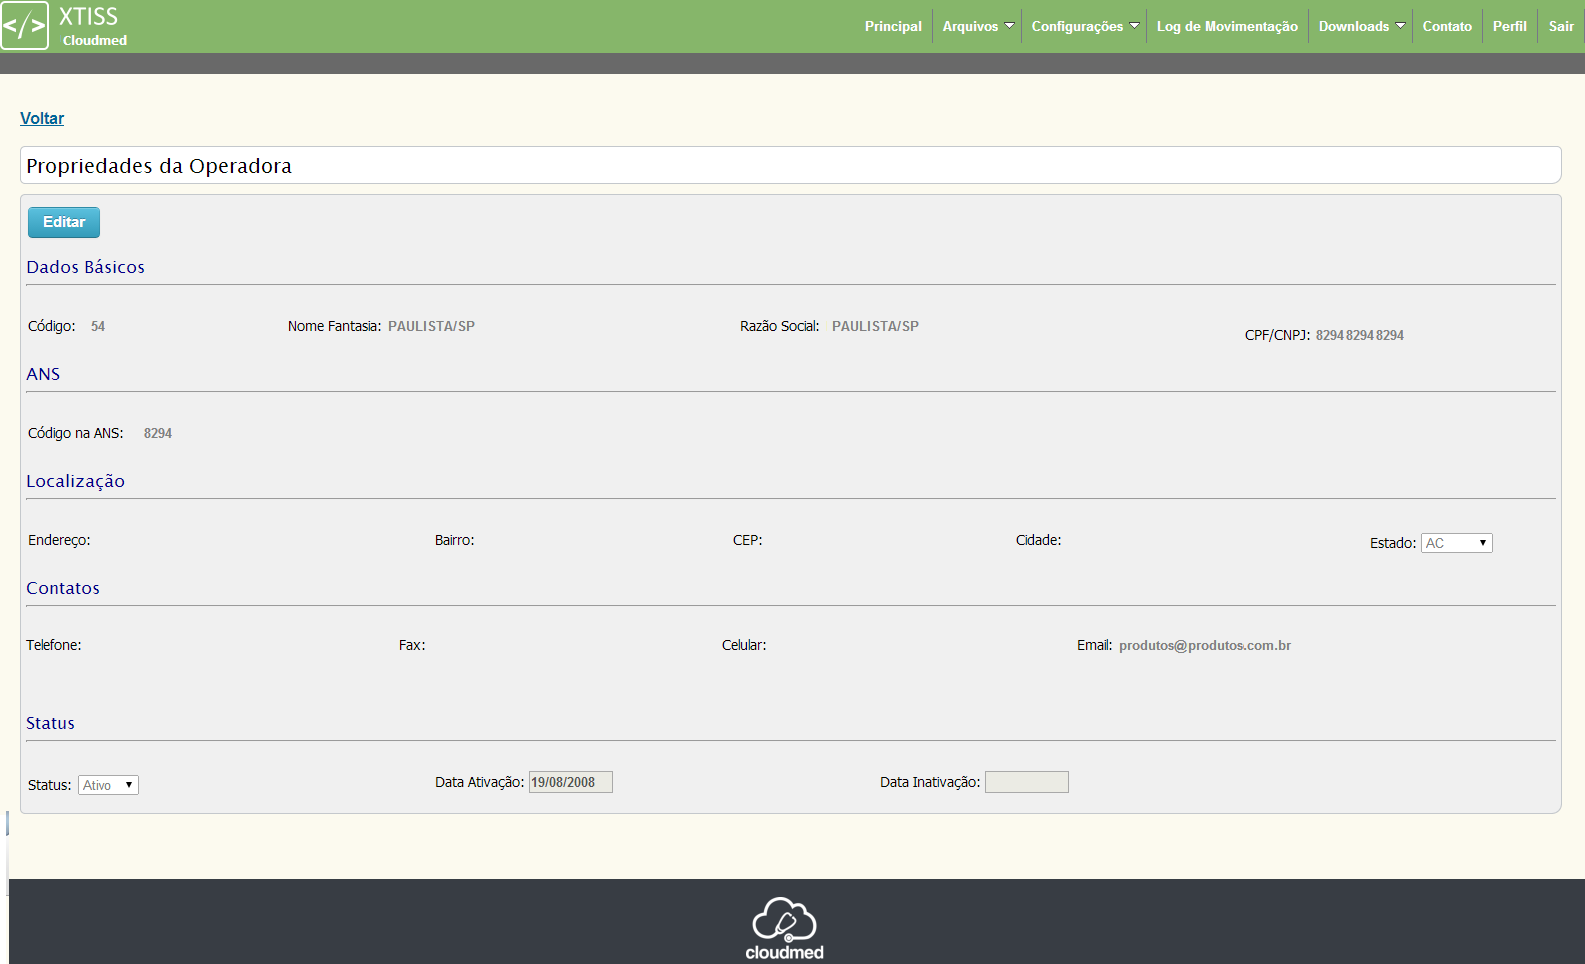 </> XTISS
Cloudmed
Principal Arquivos Configurações Log de Movimentação Downloads Contato Perfil Sair
Voltar
Propriedades da Operadora
Editar
Dados Básicos
Código: 54 Nome Fantasia: PAULISTA/SP Razão Social: PAULISTA/SP CPF/CNPJ: 829482948294
ANS
Código na ANS: 8294
Localização
Endereço: Bairro: CEP: Cidade: Estado: AC
Contatos
Telefone: Fax: Celular: Email: produtos@produtos.com.br
Status
Status: Ativo Data Ativação: 19/08/2008 Data Inativação:
cloudmed